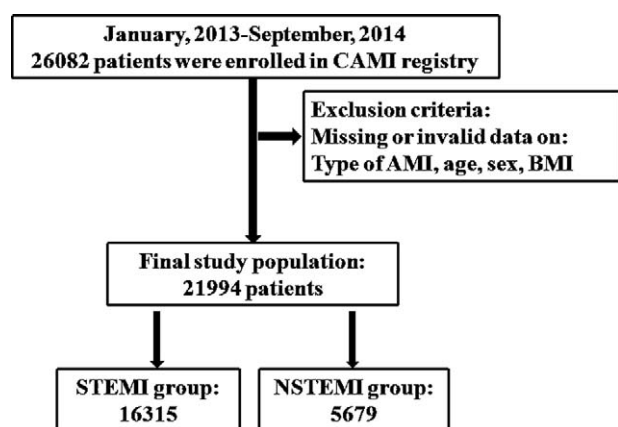 January, 2013-September, 2014
26082 patients were enrolled in CAMI registry
Exclusion criteria:
Missing or invalid data on:
Type of AMI, age, sex, BMI
Final study population:
21994 patients
STEMI group:
16315
NSTEMI group:
5679